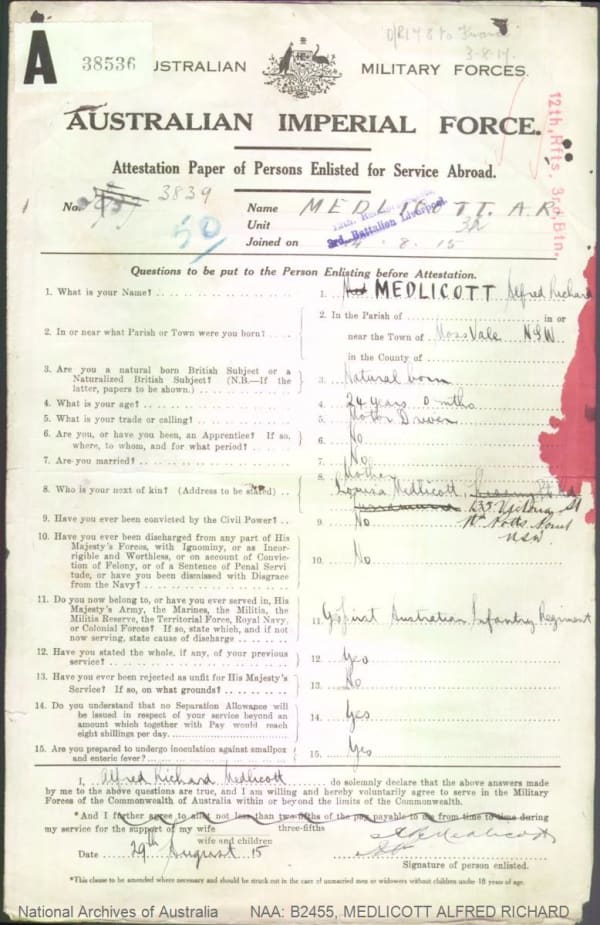 A 38536
AUSTRALIAN MILITARY FORCES.
3-8-17
AUSTRALIAN IMPERIAL FORCE.
12th, Rfts, 3rd, Btn.
Attestation Paper of Persons Enlisted for Service Abroad.
No. 3839
50
Name MEDLICOTT. A.R
Unit
3rd. Battalion Liverpool
Joined on 8.15
Questions to be put to the Person Enlisting before Attestation.
1. What is your Name?
1. MEDLICOTT Alfred Richard
2. In or near what Parish or Town were you born?
2. In the Parish of in or
near the Town of Moss Vale NSW
in the County of
3. Are you a natural born British Subject or a
Naturalized British Subject? (N.B.—If the
latter, papers to be shown.)
3. Natural born
4. What is your age?
4. 24 years 0 mths
5. What is your trade or calling?
5. Motor Driver
6. Are you, or have you been, an Apprentice? If so,
where, to whom, and for what period?
6. No
7. Are you married?
7. No
8. Who is your next of kin? (Address to be stated)
8. Mother
Louisa Medlicott
235 Victoria St
NSW
9. Have you ever been convicted by the Civil Power?
9. No
10. Have you ever been discharged from any part of His
Majesty's Forces, with Ignominy, or as Incor-
rigible and Worthless, or on account of Convic-
tion of Felony, or of a Sentence of Penal Servi
tude, or have you been dismissed with Disgrace
from the Navy?
10. No
11. Do you now belong to, or have you ever served in, His
Majesty's Army, the Marines, the Militia, the
Militia Reserve, the Territorial Force, Royal Navy,
or Colonial Forces? If so, state which, and if not
now serving, state cause of discharge
11. Australian Infantry Regiment
12. Have you stated the whole, if any, of your previous
service?
12. Yes
13. Have you ever been rejected as unfit for His Majesty's
Service? If so, on what grounds?
13. No
14. Do you understand that no Separation Allowance will
be issued in respect of your service beyond an
amount which together with Pay would reach
eight shillings per day.
14. Yes
15. Are you prepared to undergo inoculation against smallpox
and enteric fever?
15. Yes
I, Alfred Richard Medlicott do solemnly declare that the above answers made
by me to the above questions are true, and I am willing and hereby voluntarily agree to serve in the Military
Forces of the Commonwealth of Australia within or beyond the limits of the Commonwealth.
*And I further agree to allot not less than two-fifths of the pay payable to me from time to time during
my service for the support of my wife three-fifths
wife and children
A R Medlicott
Date 29th August 15
Signature of person enlisted.
*This clause to be amended where necessary and should be struck out in the case of unmarried men or widowers without children under 18 years of age.
National Archives of Australia NAA: B2455, MEDLICOTT ALFRED RICHARD